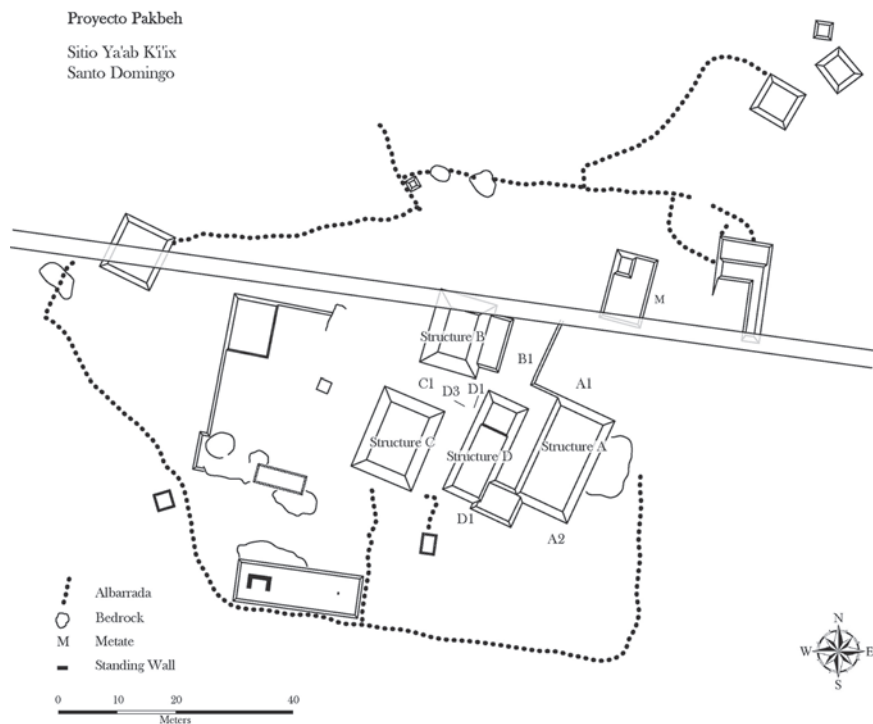 Proyecto Pakbeh
Sitio Ya'ab K'i'ix
Santo Domingo
M
Structure B
B1
C1
D1
D3
A1
Structure C
Structure D
Structure A
D1
A2
Albarrada
Bedrock
M Metate
Standing Wall
N
W E
S
0 10 20 40
Meters